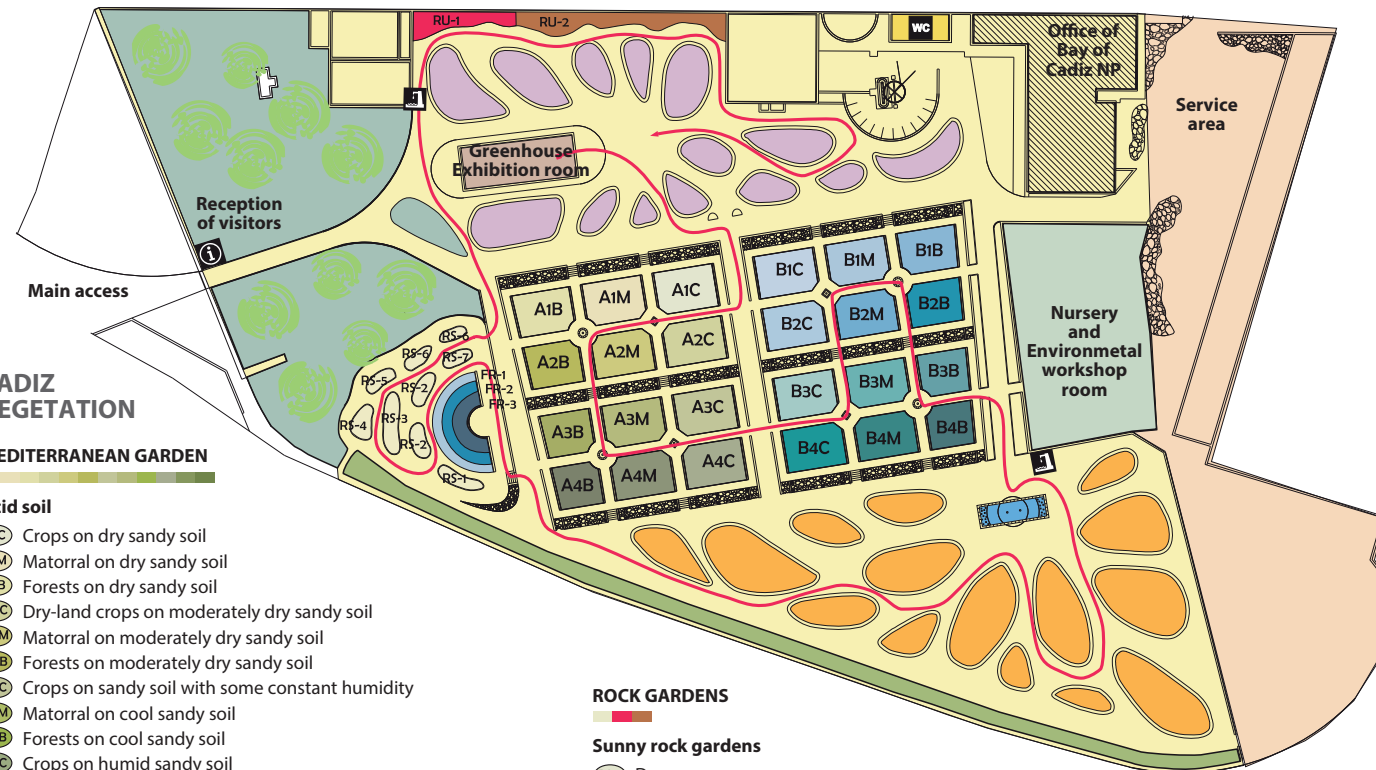 RU-1
RU-2
WC
Office of
Bay of
Cadiz NP
Service
area
Greenhouse
Exhibition room
Reception
of visitors
i
Main access
B1C
B1M
B1B
A1B
A1M
A1C
B2C
B2M
B2B
A2B
A2M
A2C
Nursery
and
Environmetal
workshop
room
RS-6
RS-6
RS-7
RS-5
RS-2
FR-1
FR-2
FR-3
RS-4
RS-3
RS-2
RS-1
A3B
A3M
A3C
B3C
B3M
B3B
A4B
A4M
A4C
B4C
B4M
B4B
ADIZ
EGETATION
EDITERRANEAN GARDEN
id soil
C Crops on dry sandy soil
M Matorral on dry sandy soil
B Forests on dry sandy soil
C Dry-land crops on moderately dry sandy soil
M Matorral on moderately dry sandy soil
B Forests on moderately dry sandy soil
C Crops on sandy soil with some constant humidity
M Matorral on cool sandy soil
B Forests on cool sandy soil
C Crops on humid sandy soil
ROCK GARDENS
Sunny rock gardens